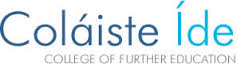 Coláiste Íde
COLLEGE OF FURTHER EDUCATION